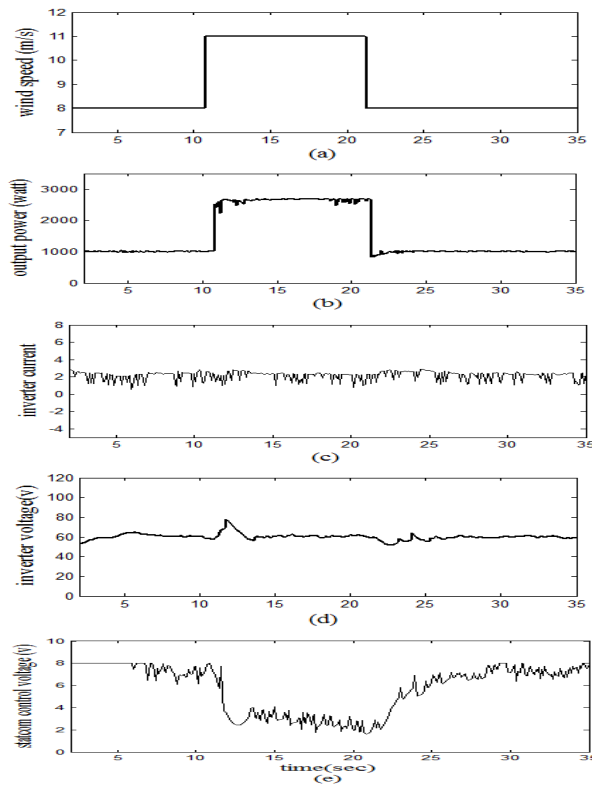 12
11
10
9
8
7
wind speed (m/s)
5 10 15 20 25 30 35
(a)
3000
2000
1000
0
output power (watt)
5 10 15 20 25 30 35
(b)
8
6
4
2
0
-2
-4
inverter current
5 10 15 20 25 30 35
(c)
120
100
80
60
40
20
0
inverter voltage(v)
5 10 15 20 25 30 35
(d)
10
8
6
4
2
0
statcom control voltage (v)
5 10 15 20 25 30 35
time(sec)
(e)